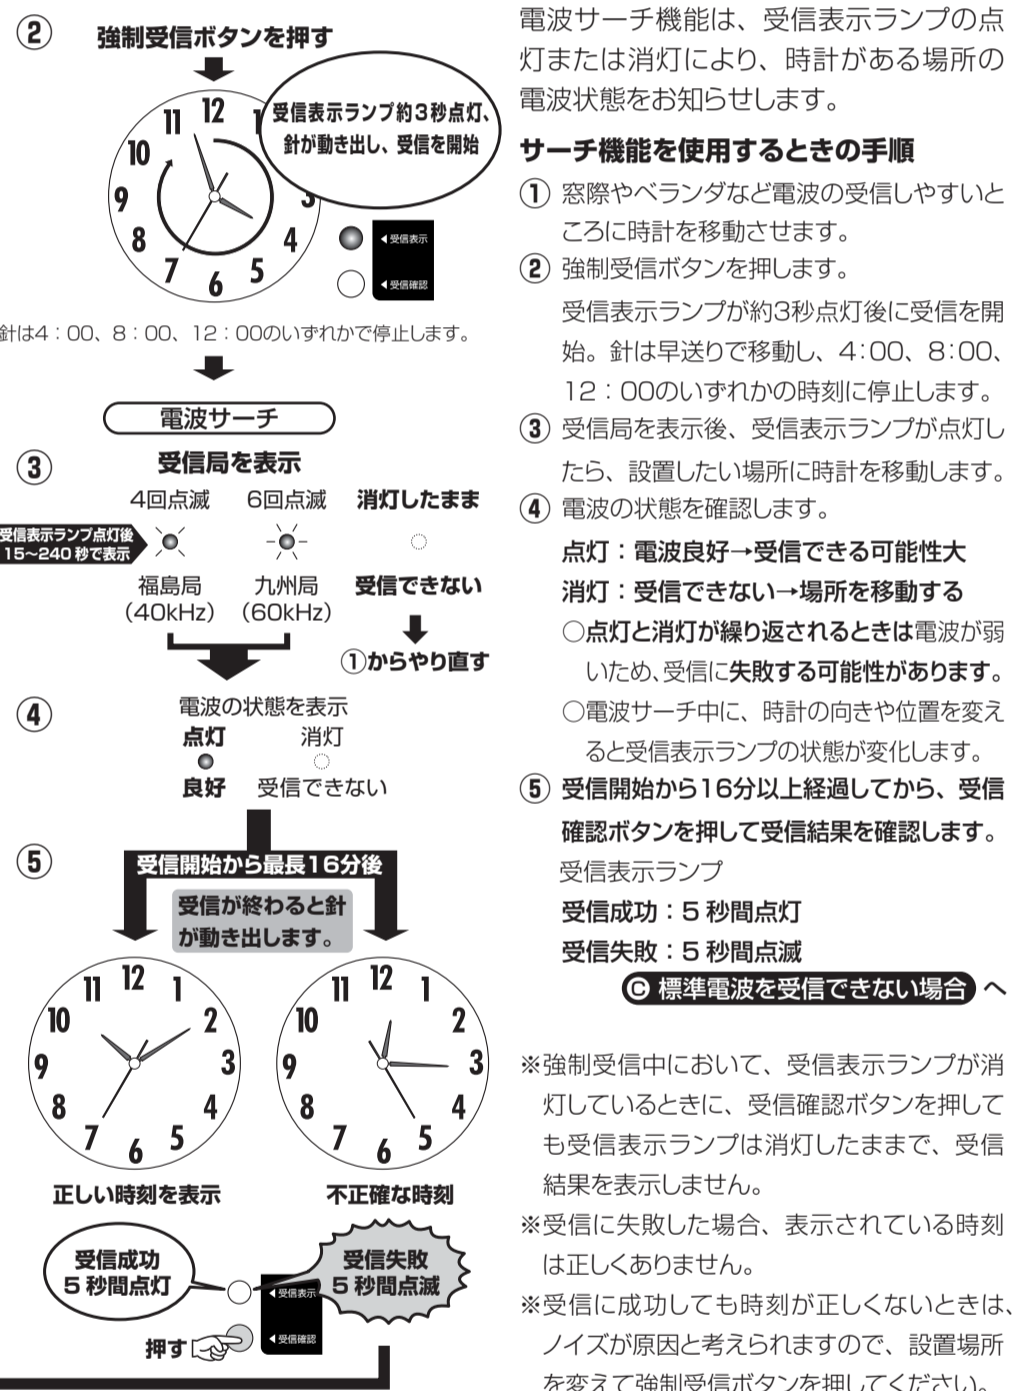 ② 強制受信ボタンを押す
受信表示ランプ約3秒点灯、
針が動き出し、受信を開始
11 12 1
10
9 3
8 4
7 6 5
◀受信表示
◀受信確認
針は4：00、8：00、12：00のいずれかで停止します。
電波サーチ
③ 受信局を表示
4回点滅 6回点滅 消灯したまま
受信表示ランプ点灯後
15〜240 秒で表示
福島局 九州局 受信できない
（40kHz）（60kHz）
①からやり直す
④ 電波の状態を表示
点灯 消灯
良好 受信できない
⑤ 受信開始から最長16分後
受信が終わると針
が動き出します。
11 12 1
10 2
9 3
8 4
7 6 5
11 12 1
10 2
9 3
8 4
7 6 5
正しい時刻を表示 不正確な時刻
受信成功
5 秒間点灯
受信失敗
5 秒間点滅
◀受信表示
◀受信確認
押す
電波サーチ機能は、受信表示ランプの点
灯または消灯により、時計がある場所の
電波状態をお知らせします。
サーチ機能を使用するときの手順
① 窓際やベランダなど電波の受信しやすいと
ころに時計を移動させます。
② 強制受信ボタンを押します。
受信表示ランプが約3秒点灯後に受信を開
始。針は早送りで移動し、4：00、8：00、
12：00のいずれかの時刻に停止します。
③ 受信局を表示後、受信表示ランプが点灯し
たら、設置したい場所に時計を移動します。
④ 電波の状態を確認します。
点灯：電波良好→受信できる可能性大
消灯：受信できない→場所を移動する
○点灯と消灯が繰り返されるときは電波が弱
いため、受信に失敗する可能性があります。
○電波サーチ中に、時計の向きや位置を変え
ると受信表示ランプの状態が変化します。
⑤ 受信開始から16分以上経過してから、受信
確認ボタンを押して受信結果を確認します。
受信表示ランプ
受信成功：5 秒間点灯
受信失敗：5 秒間点滅
Ⓒ 標準電波を受信できない場合 へ
※強制受信中において、受信表示ランプが消
灯しているときに、受信確認ボタンを押して
も受信表示ランプは消灯したままで、受信
結果を表示しません。
※受信に失敗した場合、表示されている時刻
は正しくありません。
※受信に成功しても時刻が正しくないときは、
ノイズが原因と考えられますので、設置場所
を変えて強制受信ボタンを押してください。